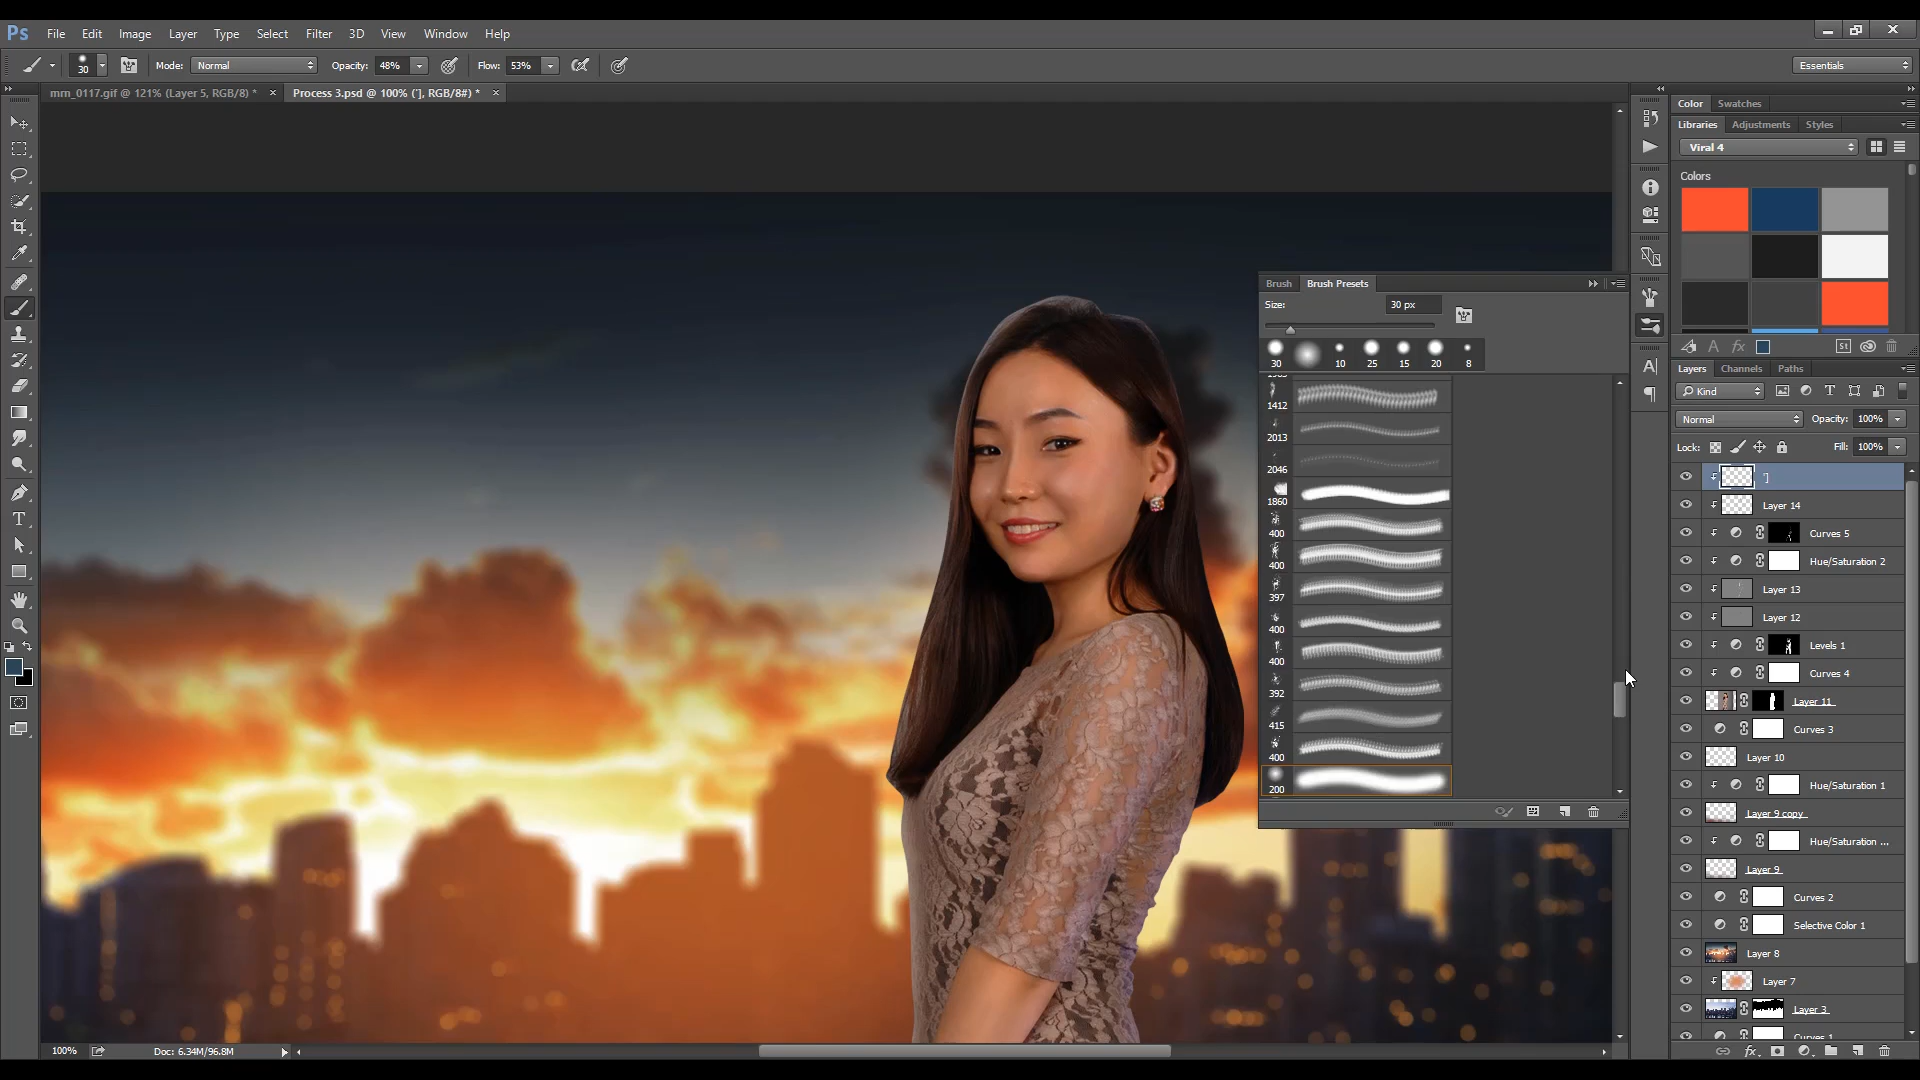 Ps File Edit Image Layer Type Select Filter 3D View Window Help
30 Mode: Normal Opacity: 48% Flow: 53% Essentials
mm_0117.gif @ 121% (Layer 5, RGB/8) * × Process 3.psd @ 100% ('], RGB/8#) * ×
Color Swatches
Libraries Adjustments Styles
Viral 4
Colors
Brush Brush Presets
Size: 30 px
30 10 25 15 20 8
1412
2013
2046
1860
400
400
397
400
400
392
415
400
200
St
Layers Channels Paths
Kind
Normal Opacity: 100%
Lock: Fill: 100%
']
Layer 14
Curves 5
Hue/Saturation 2
Layer 13
Layer 12
Levels 1
Curves 4
Layer 11
Curves 3
Layer 10
Hue/Saturation 1
Layer 9 copy
Hue/Saturation ...
Layer 9
Curves 2
Selective Color 1
Layer 8
Layer 7
Layer 3
Curves 1
100% Doc: 6.34M/96.8M
fx